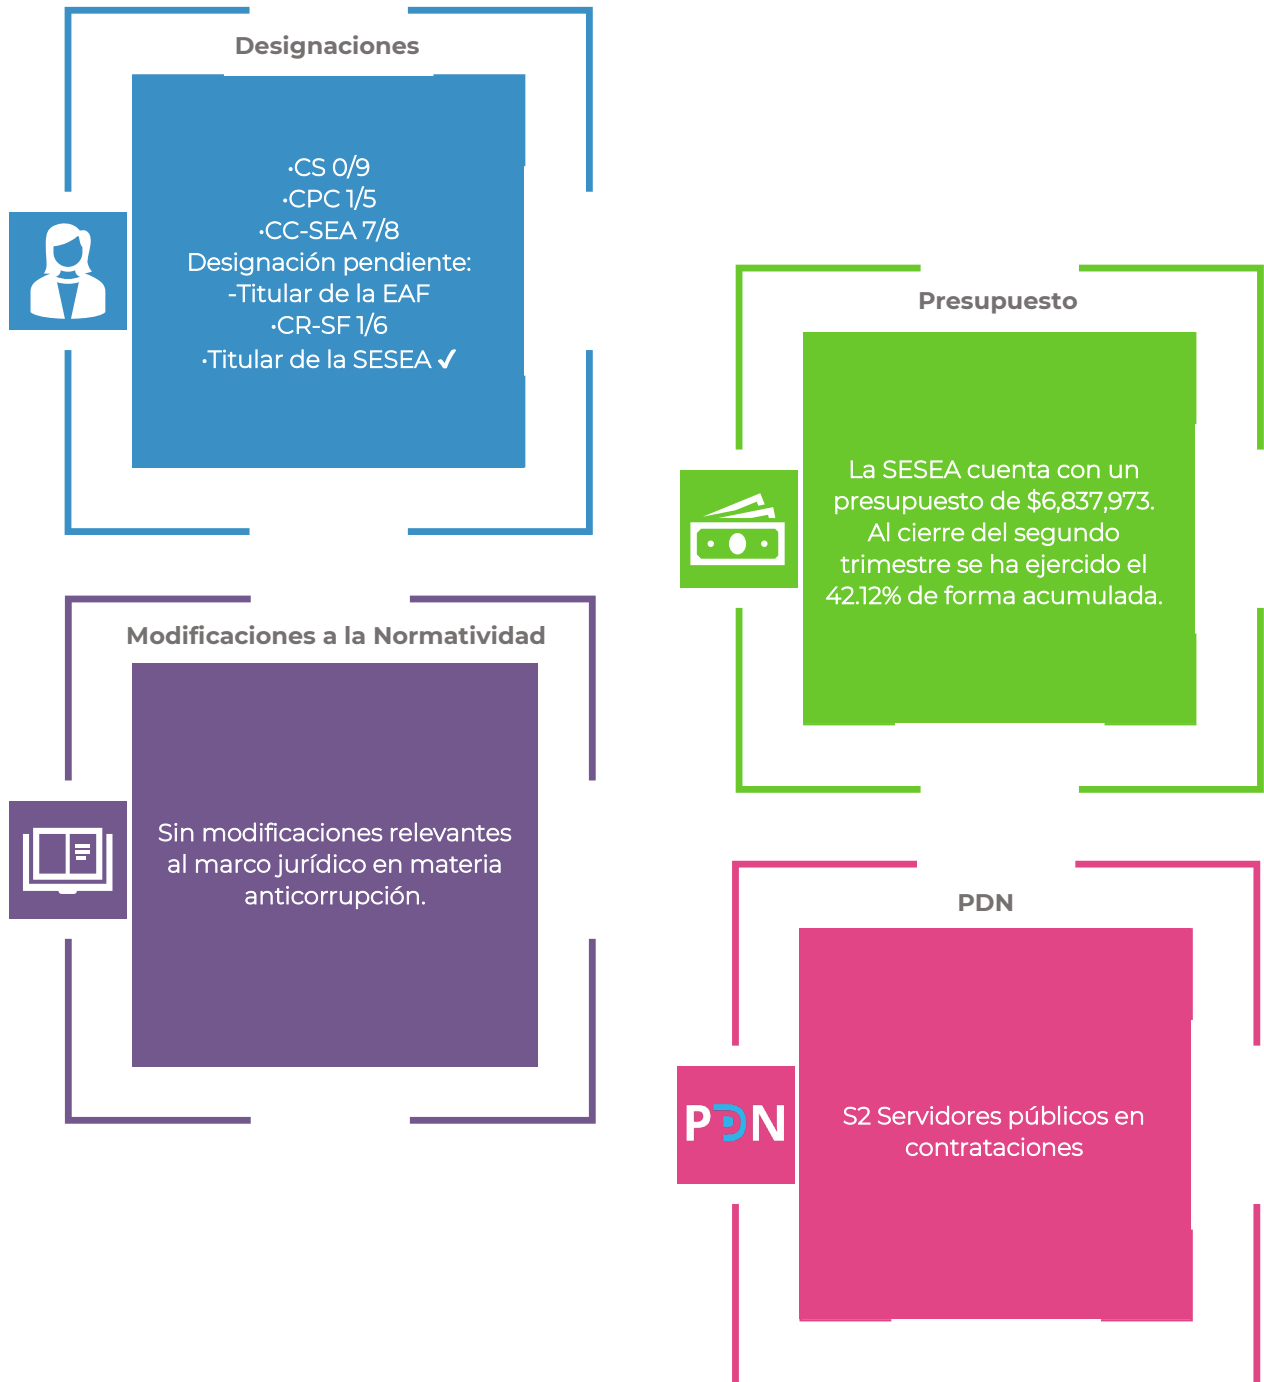 Designaciones
•CS 0/9
•CPC 1/5
•CC-SEA 7/8
Designación pendiente:
-Titular de la EAF
•CR-SF 1/6
•Titular de la SESEA ✓
Presupuesto
La SESEA cuenta con un
presupuesto de $6,837,973.
Al cierre del segundo
trimestre se ha ejercido el
42.12% de forma acumulada.
Modificaciones a la Normatividad
Sin modificaciones relevantes
al marco jurídico en materia
anticorrupción.
PDN
PDN
S2 Servidores públicos en
contrataciones